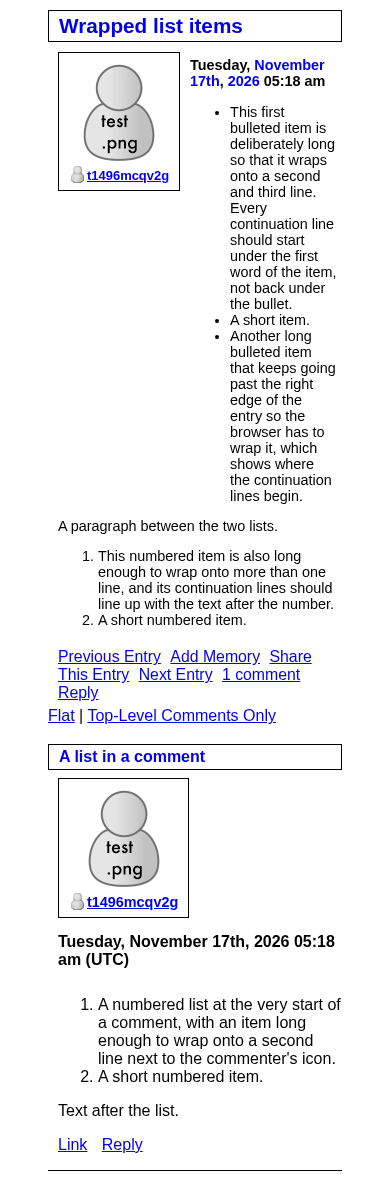 Wrapped list items
test
.png
t1496mcqv2g
Tuesday, November
17th, 2026 05:18 am
• This first
bulleted item is
deliberately long
so that it wraps
onto a second
and third line.
Every
continuation line
should start
under the first
word of the item,
not back under
the bullet.
• A short item.
• Another long
bulleted item
that keeps going
past the right
edge of the
entry so the
browser has to
wrap it, which
shows where
the continuation
lines begin.
A paragraph between the two lists.
1. This numbered item is also long
enough to wrap onto more than one
line, and its continuation lines should
line up with the text after the number.
2. A short numbered item.
Previous Entry Add Memory Share
This Entry Next Entry 1 comment
Reply
Flat | Top-Level Comments Only
A list in a comment
test
.png
t1496mcqv2g
Tuesday, November 17th, 2026 05:18
am (UTC)
1. A numbered list at the very start of
a comment, with an item long
enough to wrap onto a second
line next to the commenter's icon.
2. A short numbered item.
Text after the list.
Link Reply